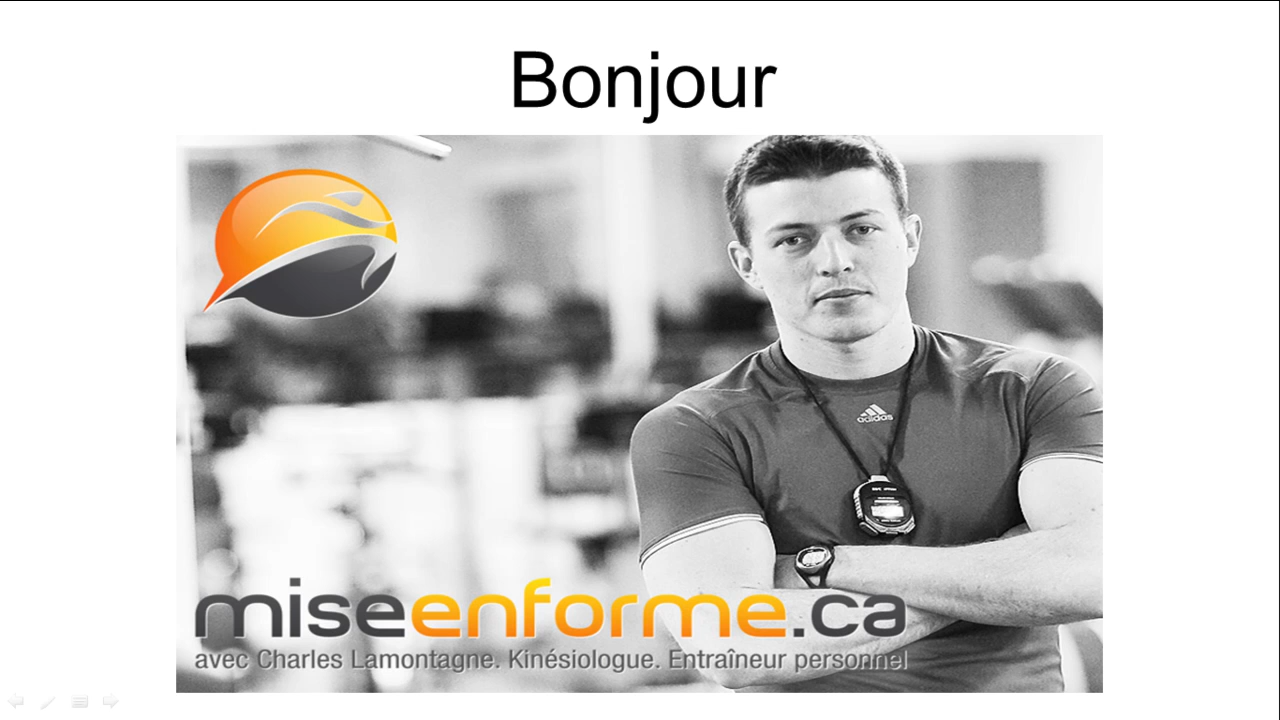 Bonjour
adidas
miseenforme.ca
avec Charles Lamontagne. Kinésiologue. Entraîneur personnel